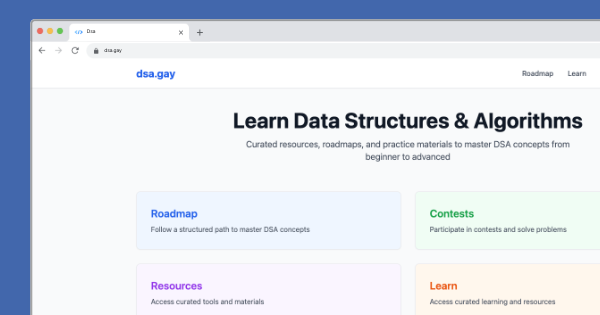 Dsa
dsa.gay
dsa.gay
Roadmap Learn
Learn Data Structures & Algorithms
Curated resources, roadmaps, and practice materials to master DSA concepts from
beginner to advanced
Roadmap
Follow a structured path to master DSA concepts
Contests
Participate in contests and solve problems
Resources
Access curated tools and materials
Learn
Access curated learning and resources